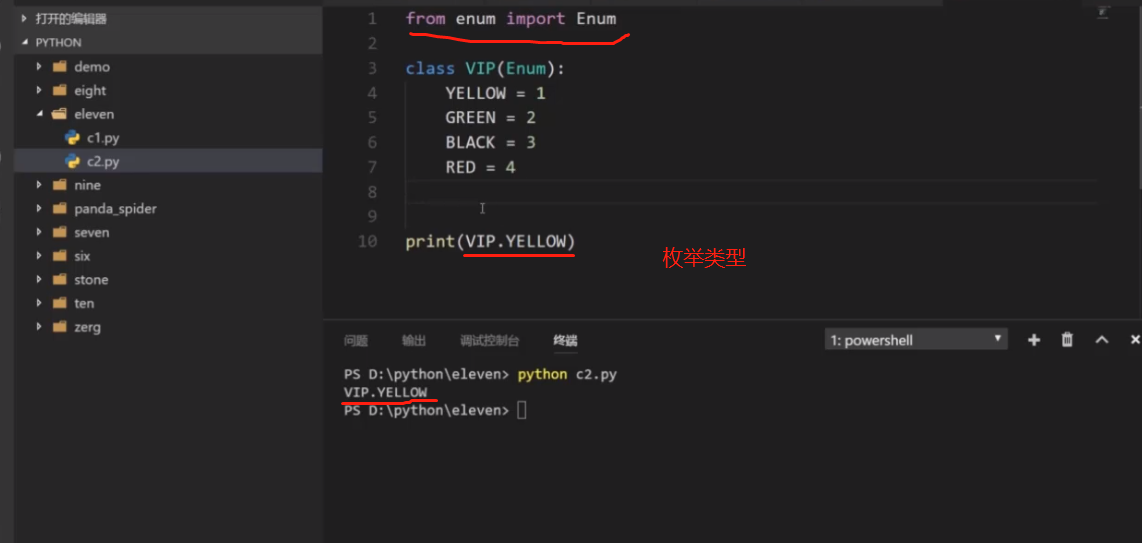 打开的编辑器
PYTHON
demo
eight
eleven
c1.py
c2.py
nine
panda_spider
seven
six
stone
ten
zerg
1 from enum import Enum
2
3 class VIP(Enum):
4 YELLOW = 1
5 GREEN = 2
6 BLACK = 3
7 RED = 4
8
9
10 print(VIP.YELLOW)
枚举类型
问题 输出 调试控制台 终端 1: powershell
PS D:\python\eleven> python c2.py
VIP.YELLOW
PS D:\python\eleven>